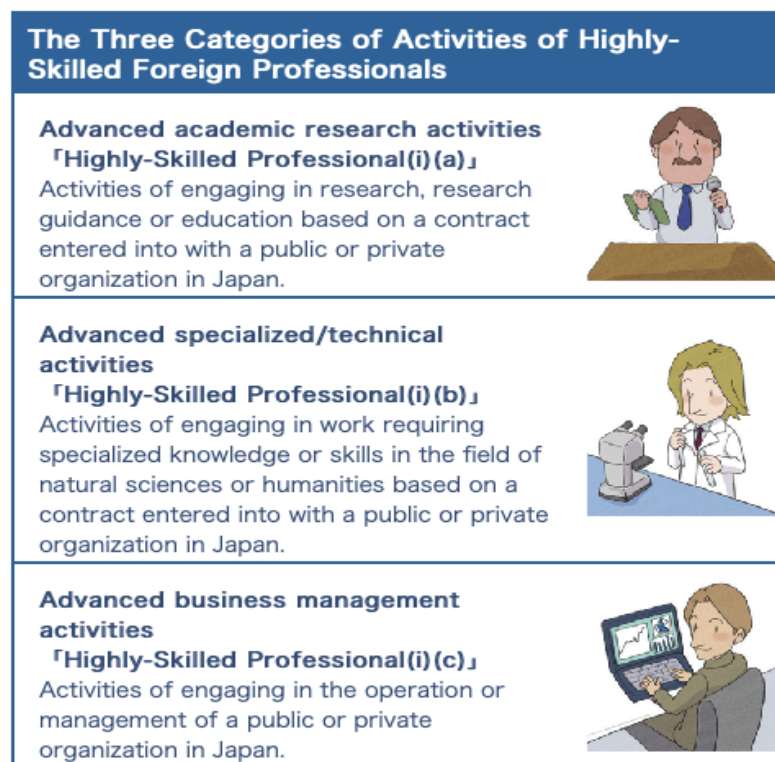 The Three Categories of Activities of Highly-
Skilled Foreign Professionals
Advanced academic research activities
「Highly-Skilled Professional(i)(a)」
Activities of engaging in research, research
guidance or education based on a contract
entered into with a public or private
organization in Japan.
Advanced specialized/technical
activities
「Highly-Skilled Professional(i)(b)」
Activities of engaging in work requiring
specialized knowledge or skills in the field of
natural sciences or humanities based on a
contract entered into with a public or private
organization in Japan.
Advanced business management
activities
「Highly-Skilled Professional(i)(c)」
Activities of engaging in the operation or
management of a public or private
organization in Japan.